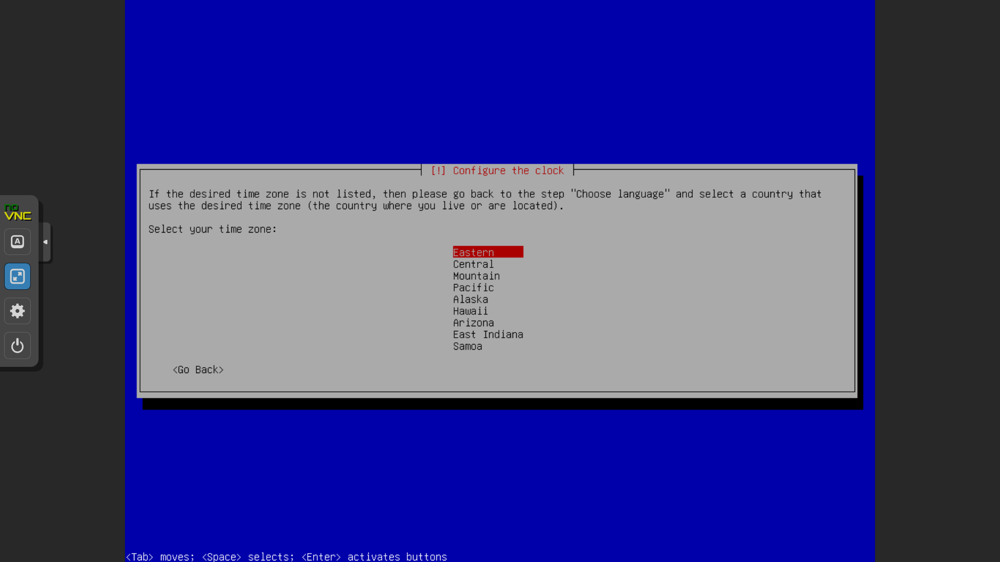 [!] Configure the clock
If the desired time zone is not listed, then please go back to the step "Choose language" and select a country that
uses the desired time zone (the country where you live or are located).
Select your time zone:
Eastern
Central
Mountain
Pacific
Alaska
Hawaii
Arizona
East Indiana
Samoa
<Go Back>
no
VNC
A
<Tab> moves; <Space> selects; <Enter> activates buttons